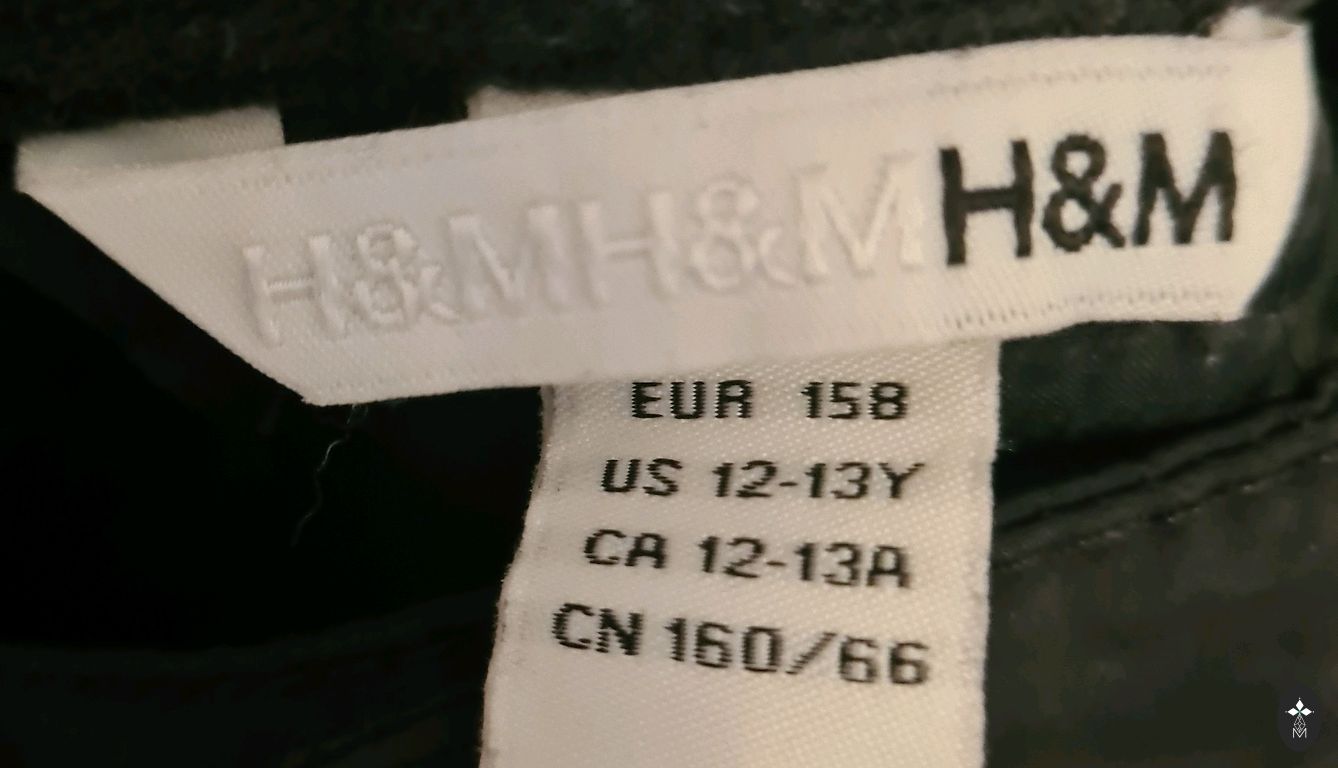 H&MH&MH&M
EUR 158
US 12-13Y
CA 12-13A
CN 160/66
M